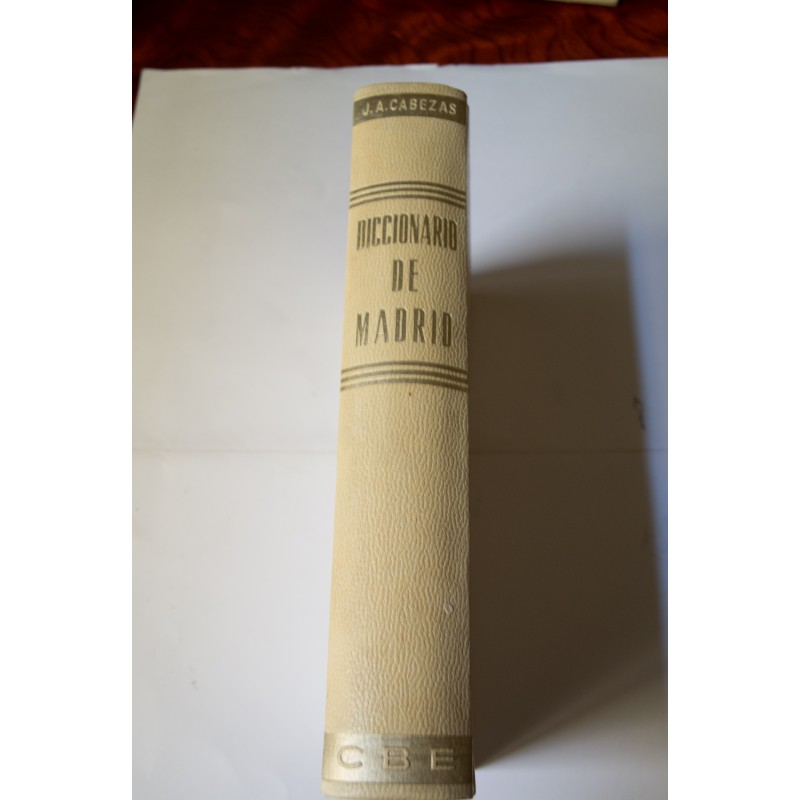 J.A.CABEZAS
DICCIONARIO
DE
MADRID
CBE